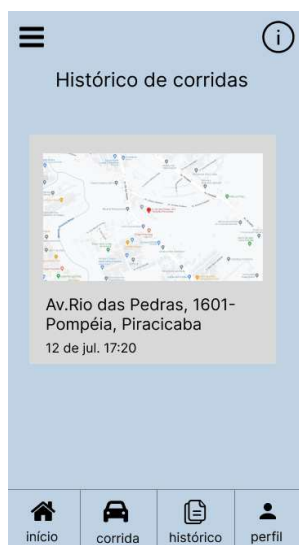 Histórico de corridas
Av.Rio das Pedras, 1601-
Pompéia, Piracicaba
12 de jul. 17:20
início
corrida
histórico
perfil